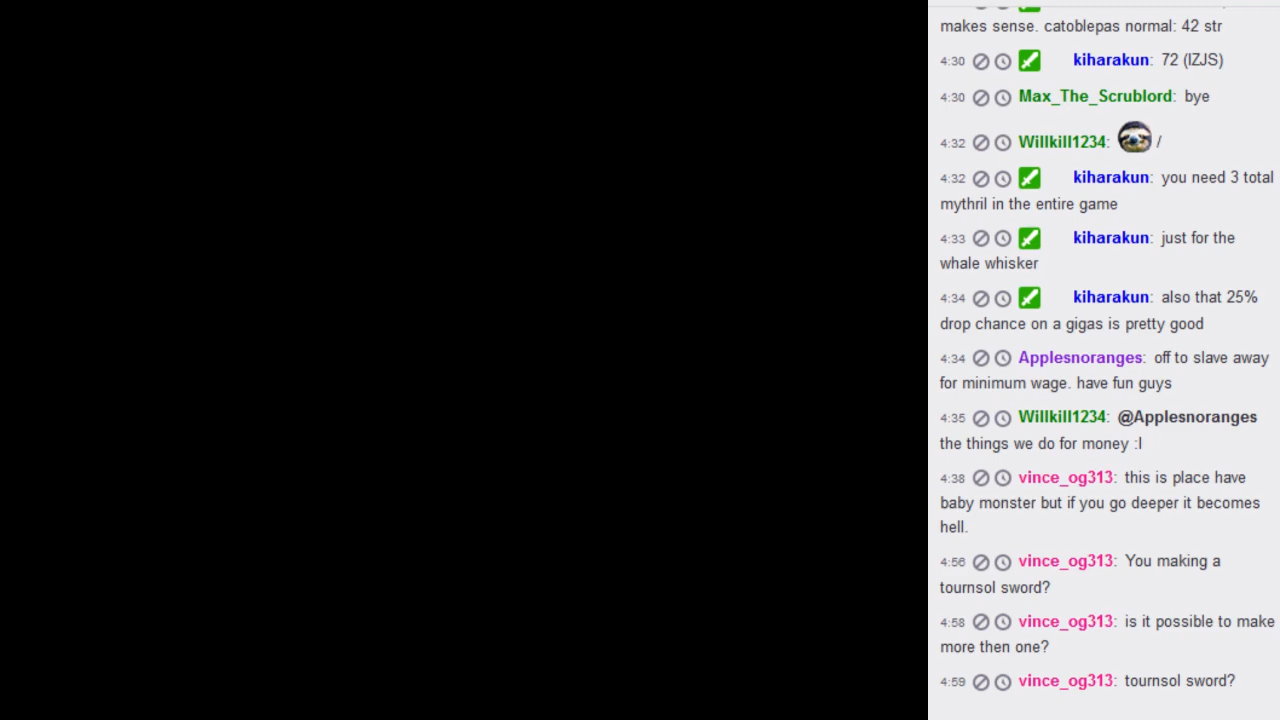 makes sense. catoblepas normal: 42 str
4:30 kiharakun: 72 (IZJS)
4:30 Max_The_Scrublord: bye
4:32 Willkill1234: /
4:32 kiharakun: you need 3 total
mythril in the entire game
4:33 kiharakun: just for the
whale whisker
4:34 kiharakun: also that 25%
drop chance on a gigas is pretty good
4:34 Applesnoranges: off to slave away
for minimum wage. have fun guys
4:35 Willkill1234: @Applesnoranges
the things we do for money :l
4:38 vince_og313: this is place have
baby monster but if you go deeper it becomes
hell.
4:56 vince_og313: You making a
tournsol sword?
4:58 vince_og313: is it possible to make
more then one?
4:59 vince_og313: tournsol sword?